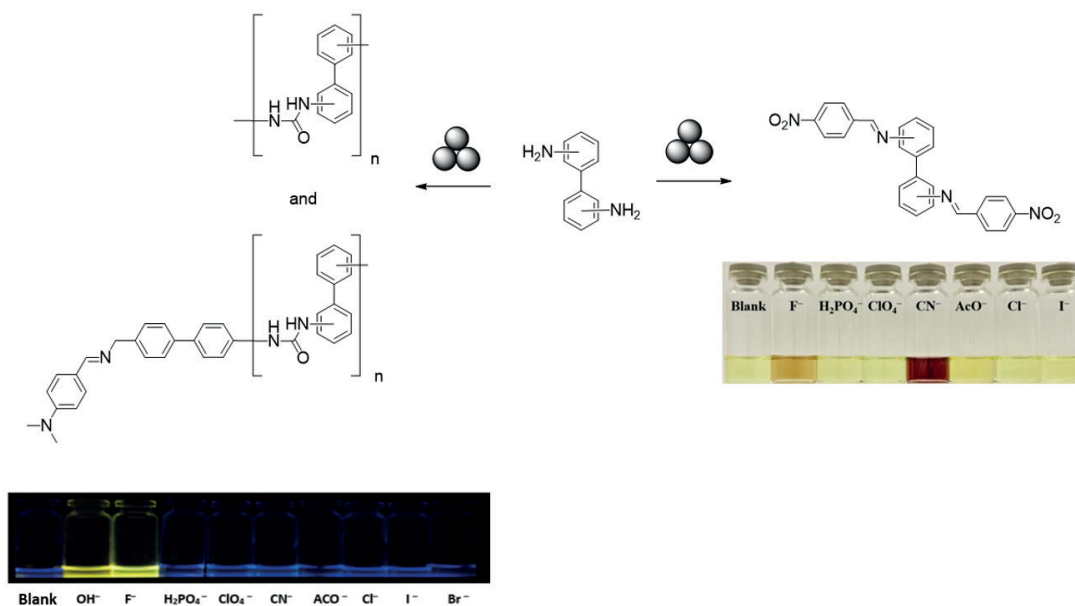 H
N
HN
O
n
and
H
N
HN
O
n
N
N
H₂N
NH₂
O₂N
N
N
NO₂
Blank F⁻ H₂PO₄⁻ ClO₄⁻ CN⁻ AcO⁻ Cl⁻ I⁻
Blank OH⁻ F⁻ H₂PO₄⁻ ClO₄⁻ CN⁻ ACO⁻ Cl⁻ I⁻ Br⁻